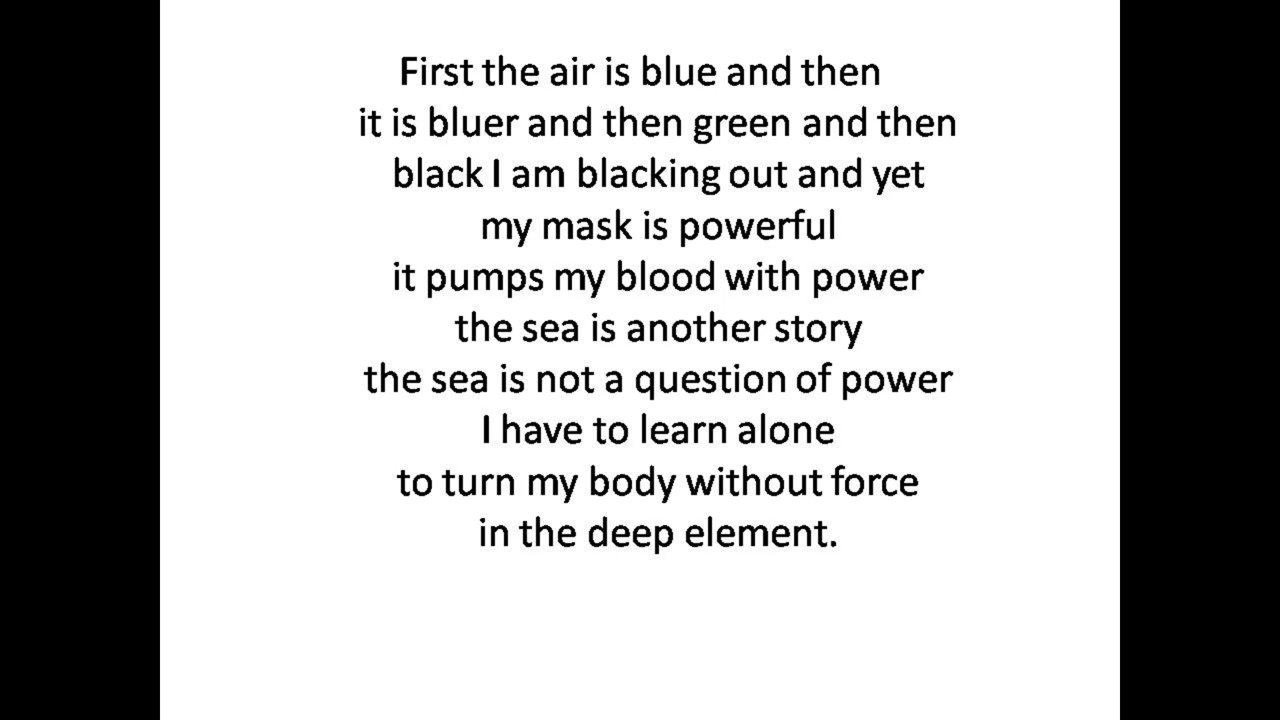 First the air is blue and then
it is bluer and then green and then
black I am blacking out and yet
my mask is powerful
it pumps my blood with power
the sea is another story
the sea is not a question of power
I have to learn alone
to turn my body without force
in the deep element.